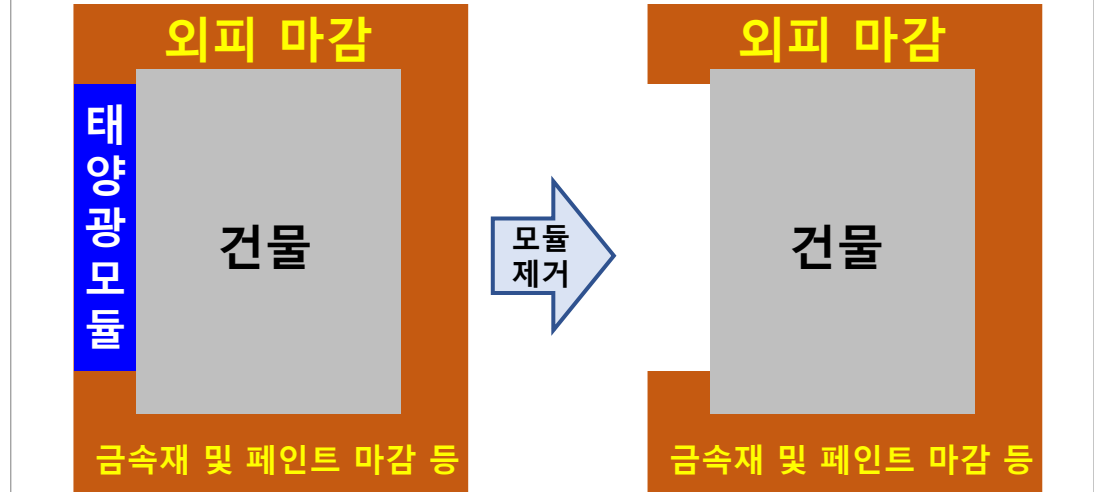 외피 마감
태양광모듈
건물
금속재 및 페인트 마감 등
모듈
제거
외피 마감
건물
금속재 및 페인트 마감 등